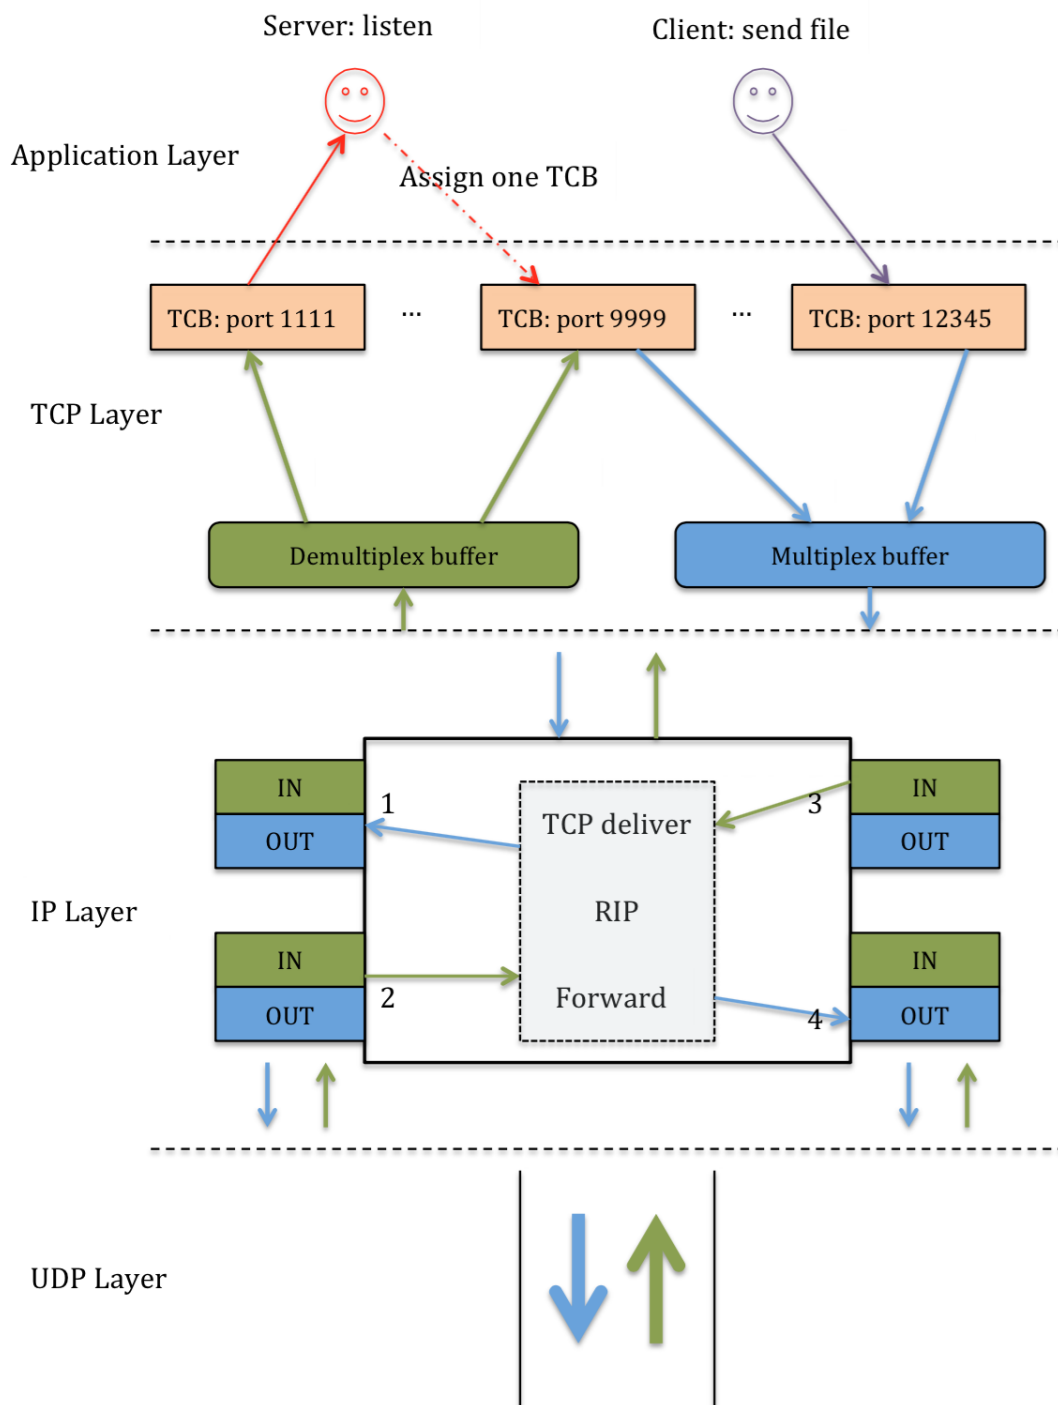 Server: listen
Client: send file
Application Layer
Assign one TCB
TCB: port 1111
...
TCB: port 9999
...
TCB: port 12345
TCP Layer
Demultiplex buffer
Multiplex buffer
IN
OUT
1
TCP deliver
3
IN
OUT
IP Layer
RIP
IN
OUT
2
Forward
4
IN
OUT
UDP Layer